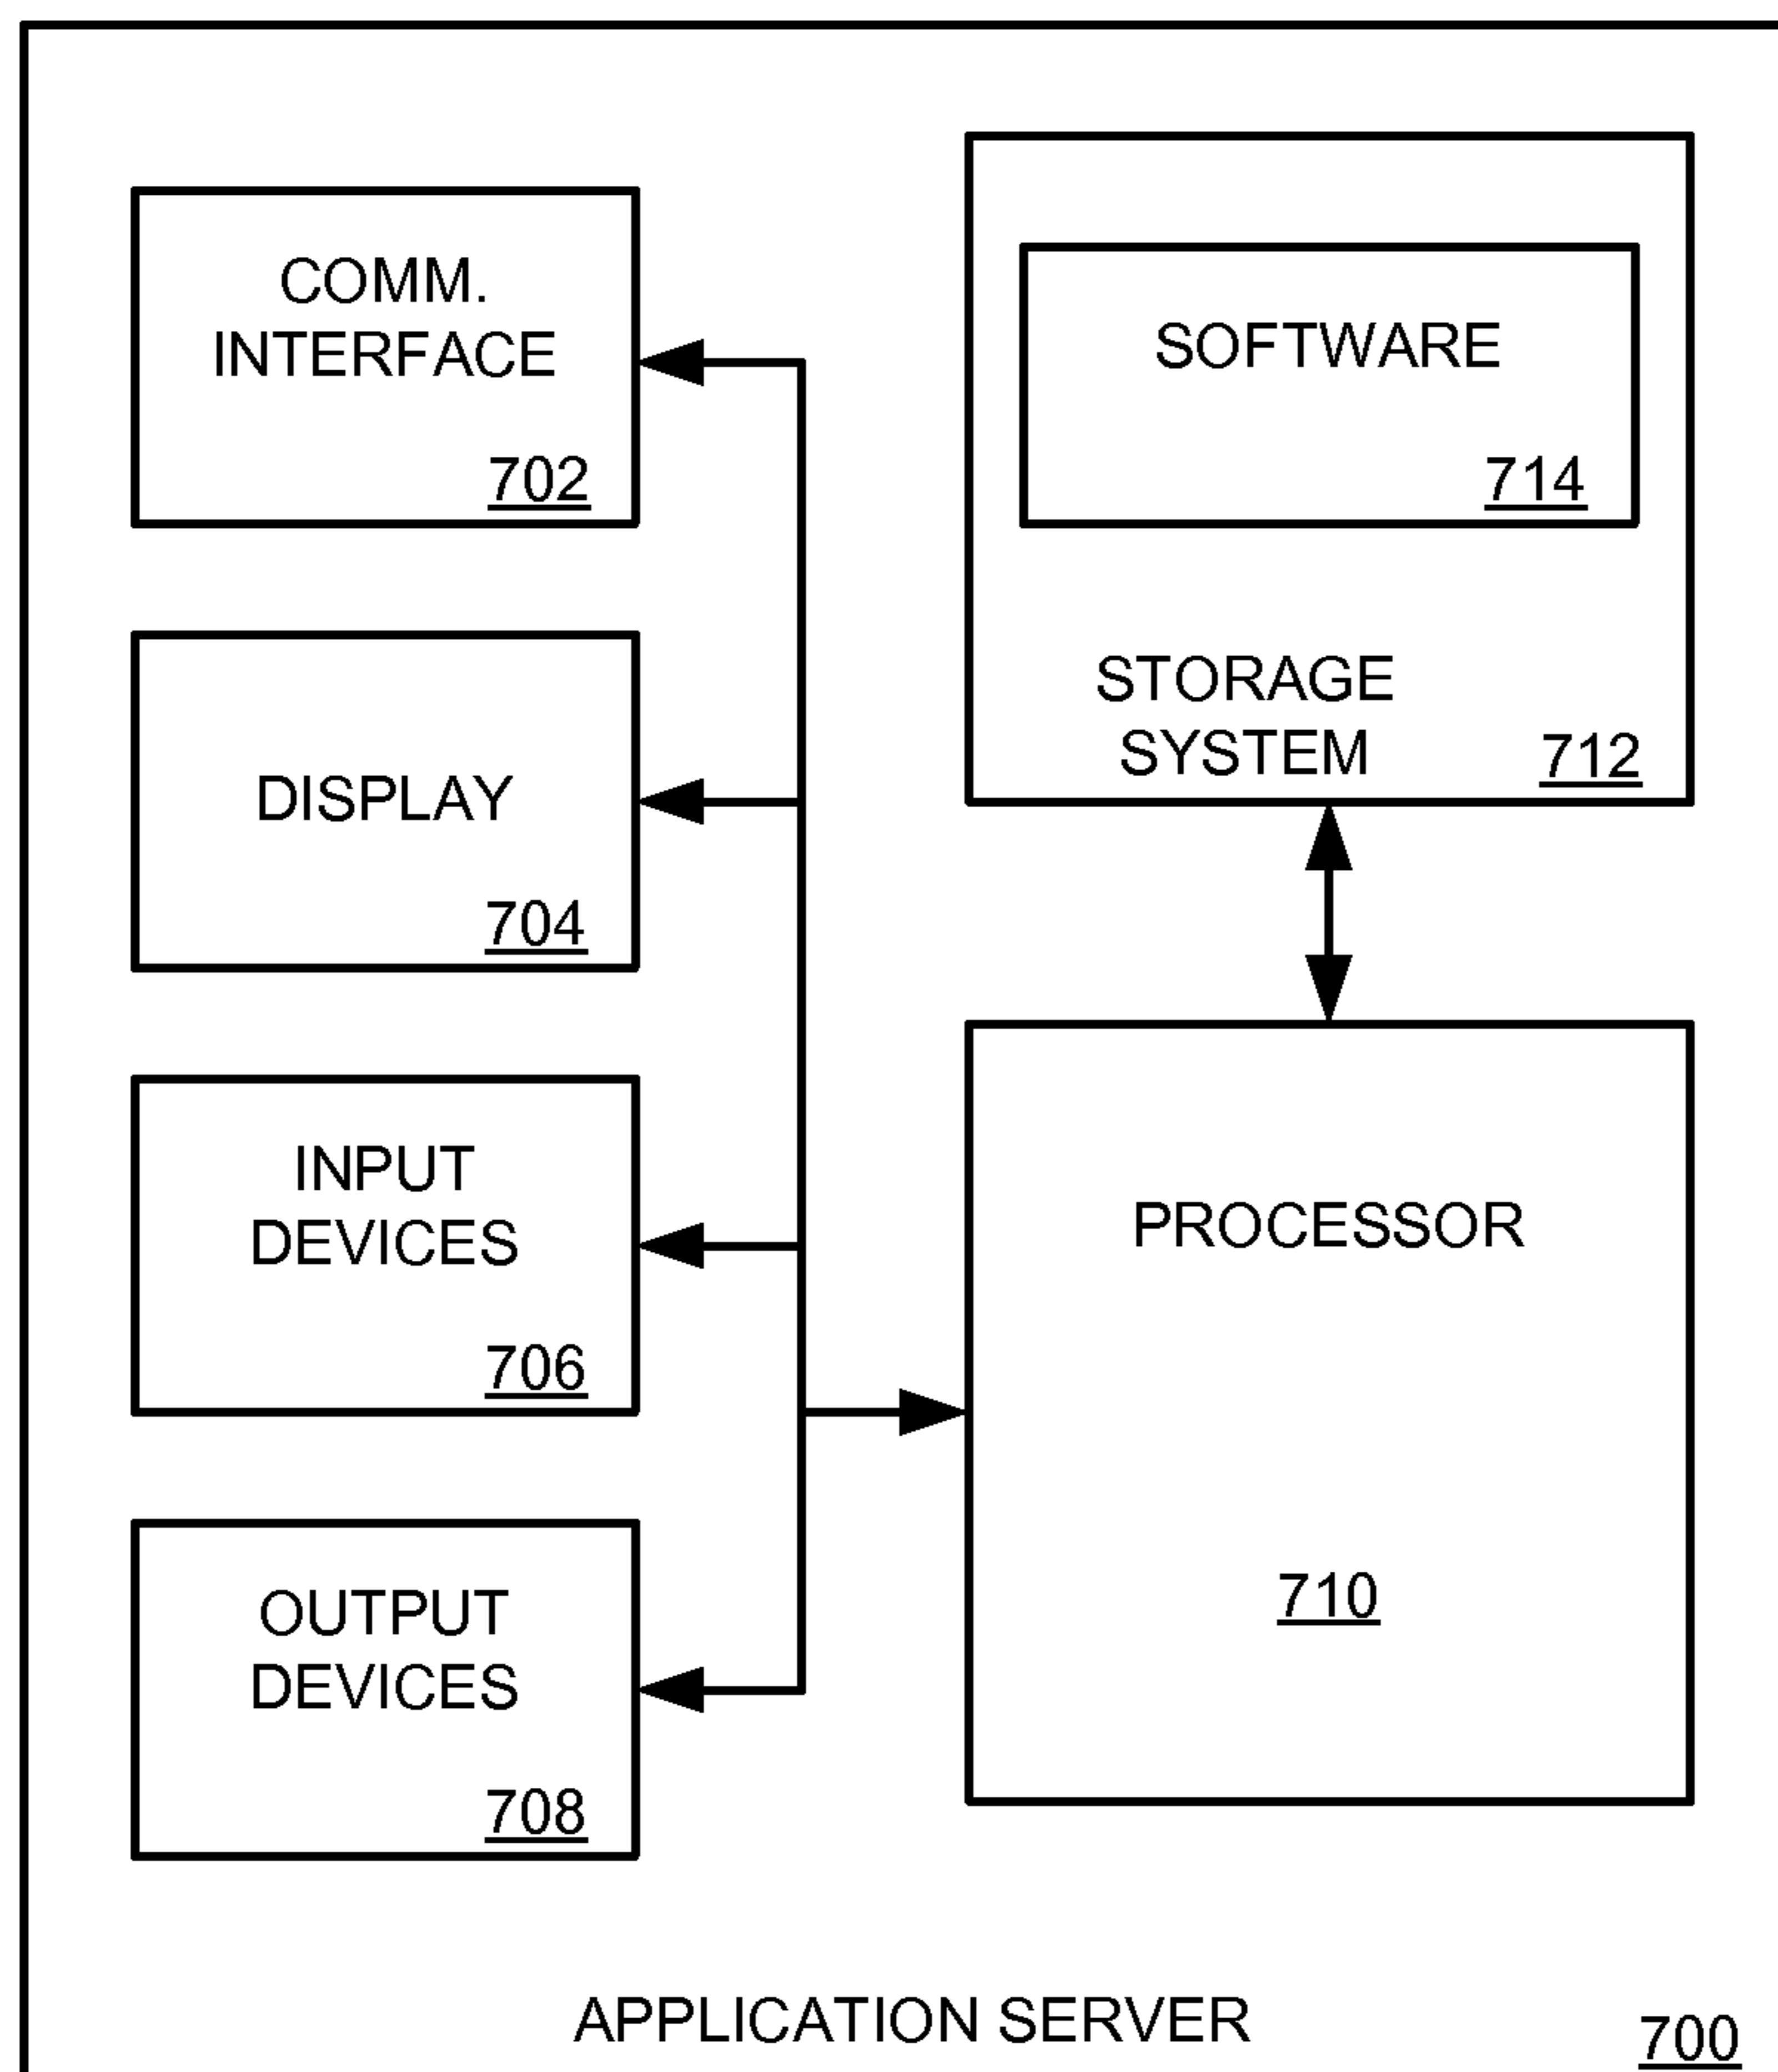 COMM.
INTERFACE
702
DISPLAY
704
INPUT
DEVICES
706
OUTPUT
DEVICES
708
SOFTWARE
714
STORAGE
SYSTEM
712
PROCESSOR
710
APPLICATION SERVER
700